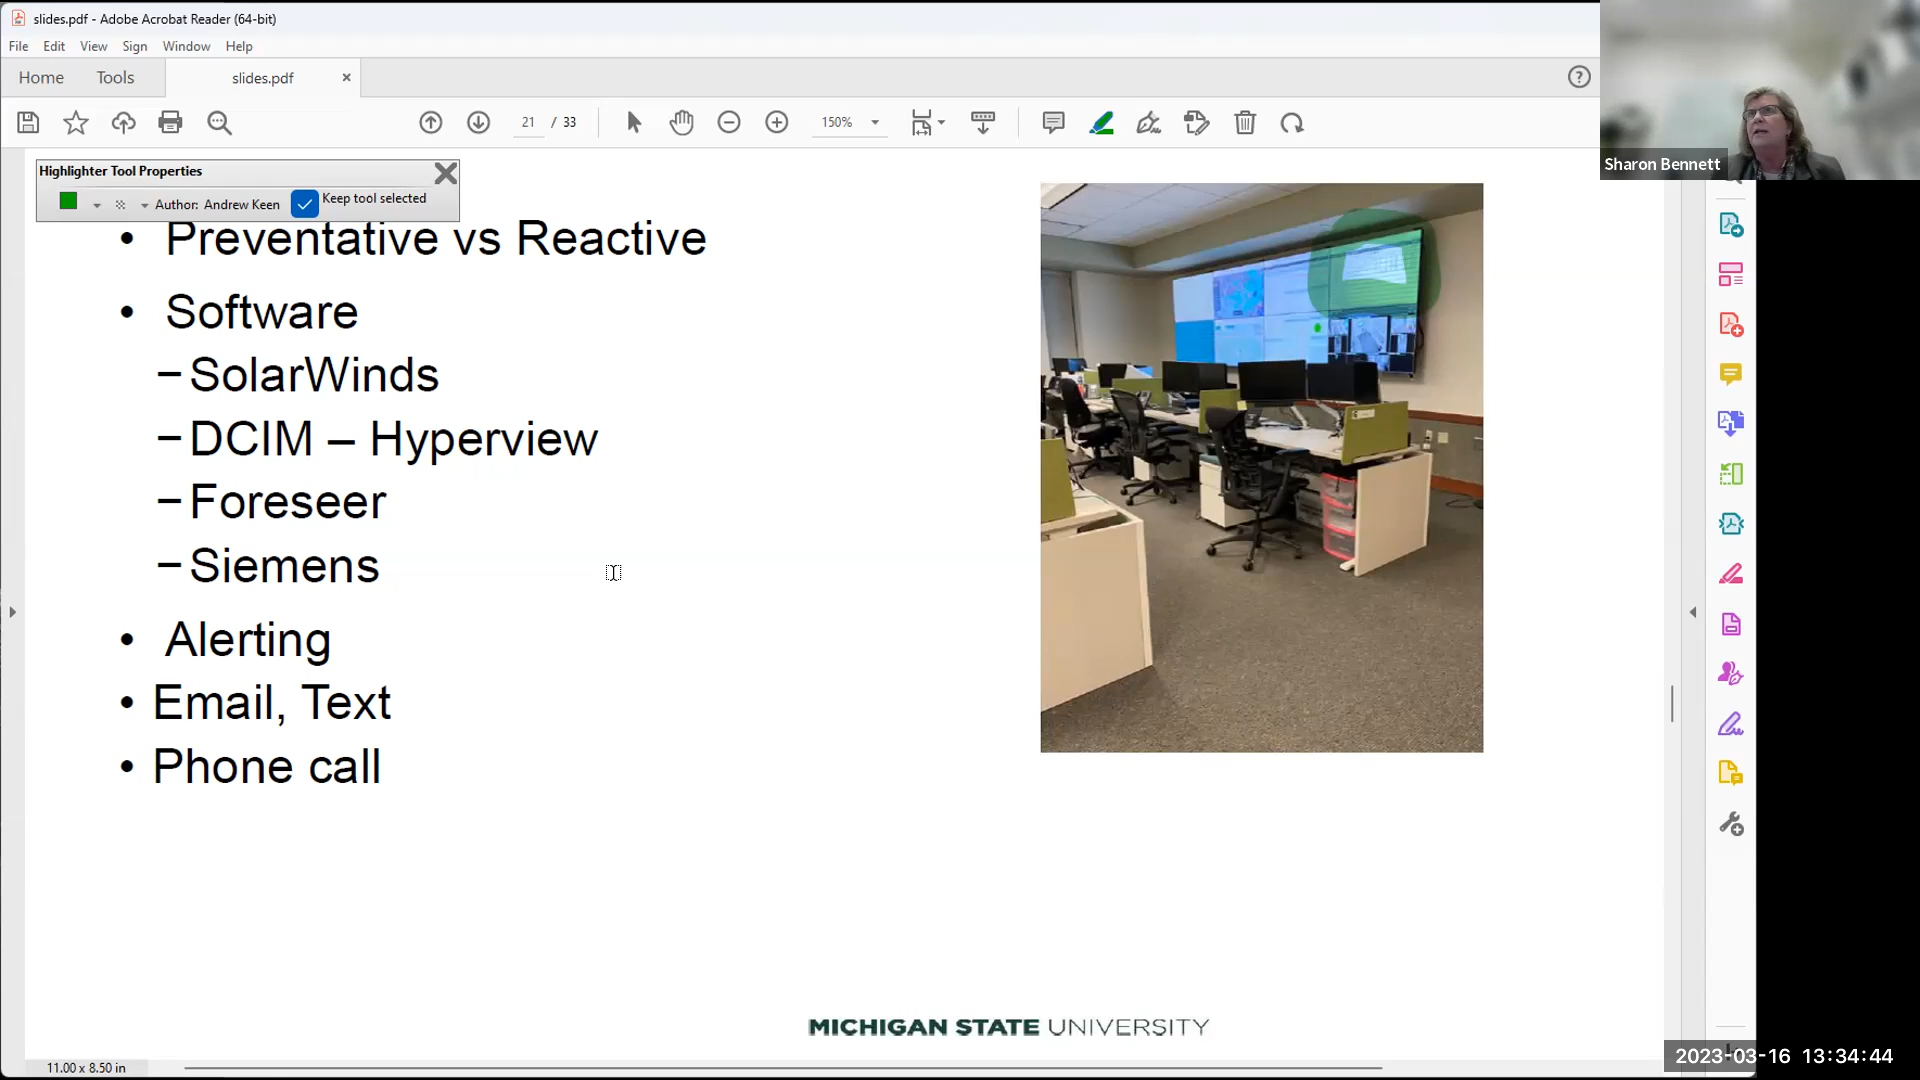 slides.pdf - Adobe Acrobat Reader (64-bit)
File Edit View Sign Window Help
Home Tools slides.pdf
21 / 33 150%
Highlighter Tool Properties
Author: Andrew Keen Keep tool selected
Sharon Bennett
• Preventative vs Reactive
• Software
– SolarWinds
– DCIM – Hyperview
– Foreseer
– Siemens
• Alerting
• Email, Text
• Phone call
MICHIGAN STATE UNIVERSITY
11.00 x 8.50 in
2023-03-16 13:34:44